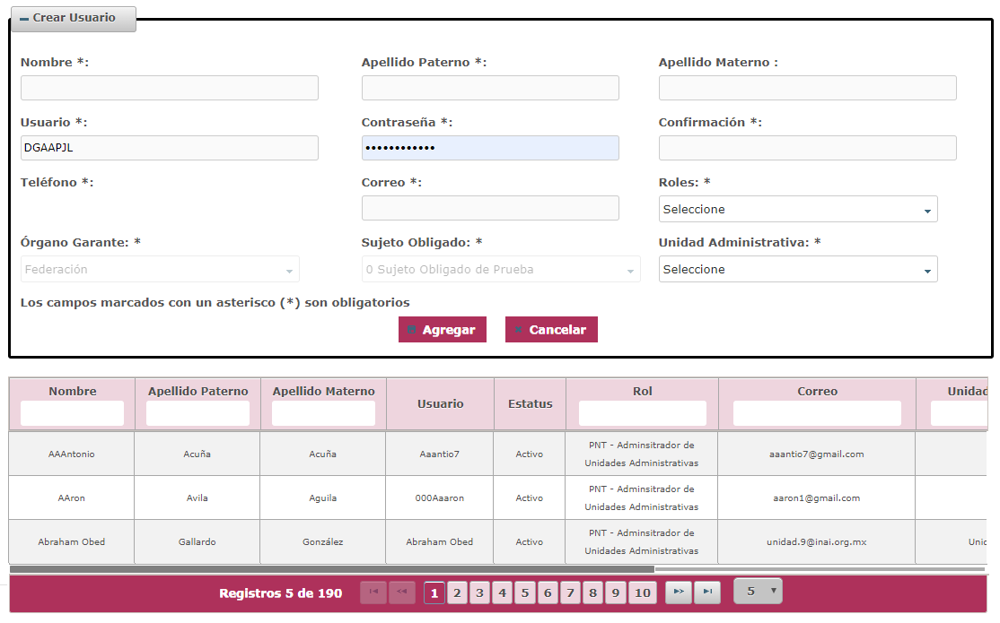 Crear Usuario
Nombre *: Apellido Paterno *: Apellido Materno :
Usuario *: Contraseña *: Confirmación *:
DGAAPJL ••••••••••••
Teléfono *: Correo *: Roles: *
Seleccione
Órgano Garante: * Sujeto Obligado: * Unidad Administrativa: *
Federación 0 Sujeto Obligado de Prueba Seleccione
Los campos marcados con un asterisco (*) son obligatorios
Agregar Cancelar
Nombre Apellido Paterno Apellido Materno Usuario Estatus Rol Correo Unidad
AAAntonio Acuña Acuña Aaantio7 Activo PNT - Adminsitrador de Unidades Administrativas aaantio7@gmail.com
AAron Avila Aguila 000Aaaron Activo PNT - Adminsitrador de Unidades Administrativas aaron1@gmail.com
Abraham Obed Gallardo González Abraham Obed Activo PNT - Adminsitrador de Unidades Administrativas unidad.9@inai.org.mx Unid
Registros 5 de 190 1 2 3 4 5 6 7 8 9 10 5